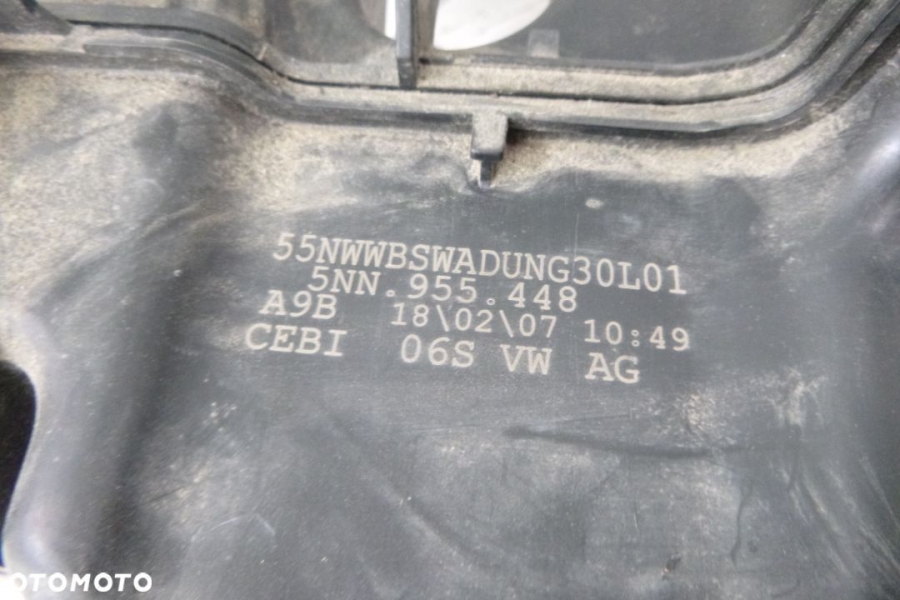 55NWWBSWADUNG30L01
5NN.955.448
A9B 18\02\07 10:49
CEBI 06S VW AG
OTOMOTO